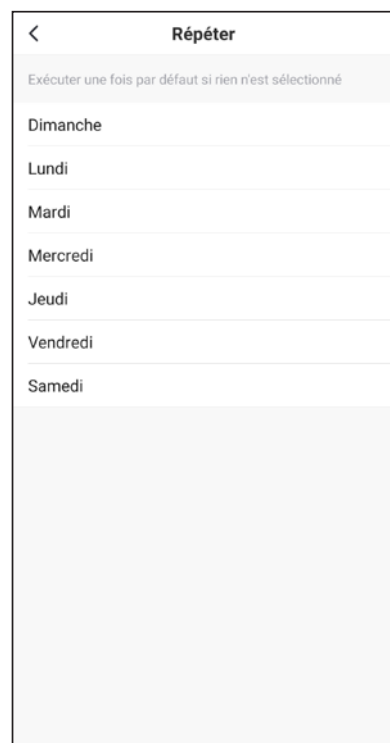 Répéter
Exécuter une fois par défaut si rien n'est sélectionné
Dimanche
Lundi
Mardi
Mercredi
Jeudi
Vendredi
Samedi